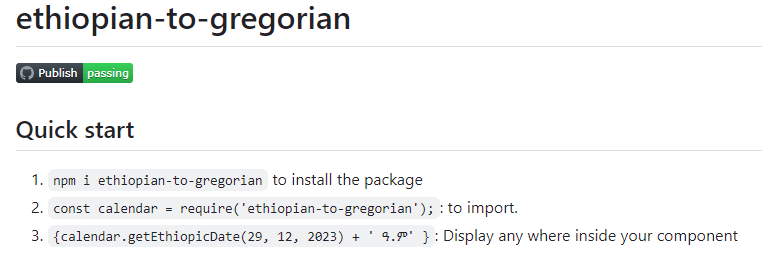 ethiopian-to-gregorian
Publish passing
Quick start
1. npm i ethiopian-to-gregorian to install the package
2. const calendar = require('ethiopian-to-gregorian'); : to import.
3. {calendar.getEthiopicDate(29, 12, 2023) + ' ዓ.ም' } : Display any where inside your component